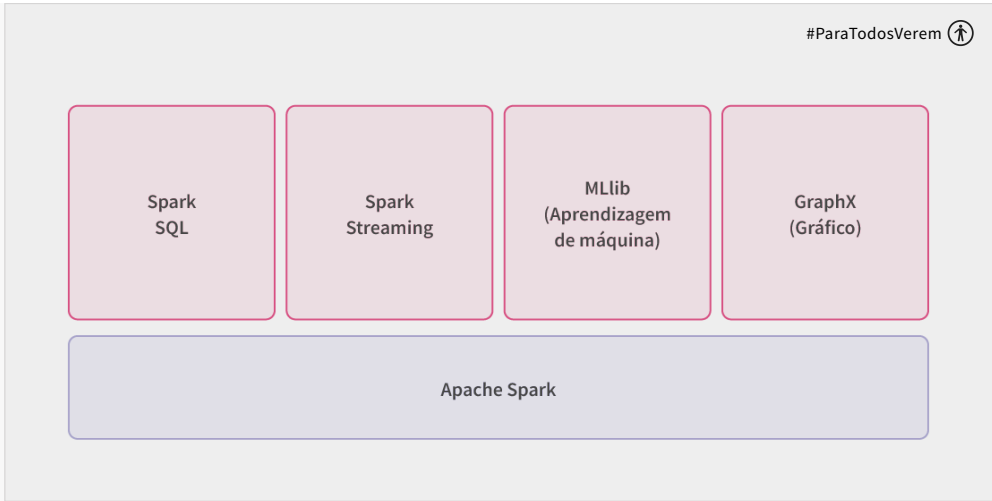 #ParaTodosVerem
Spark
SQL
Spark
Streaming
MLlib
(Aprendizagem
de máquina)
GraphX
(Gráfico)
Apache Spark